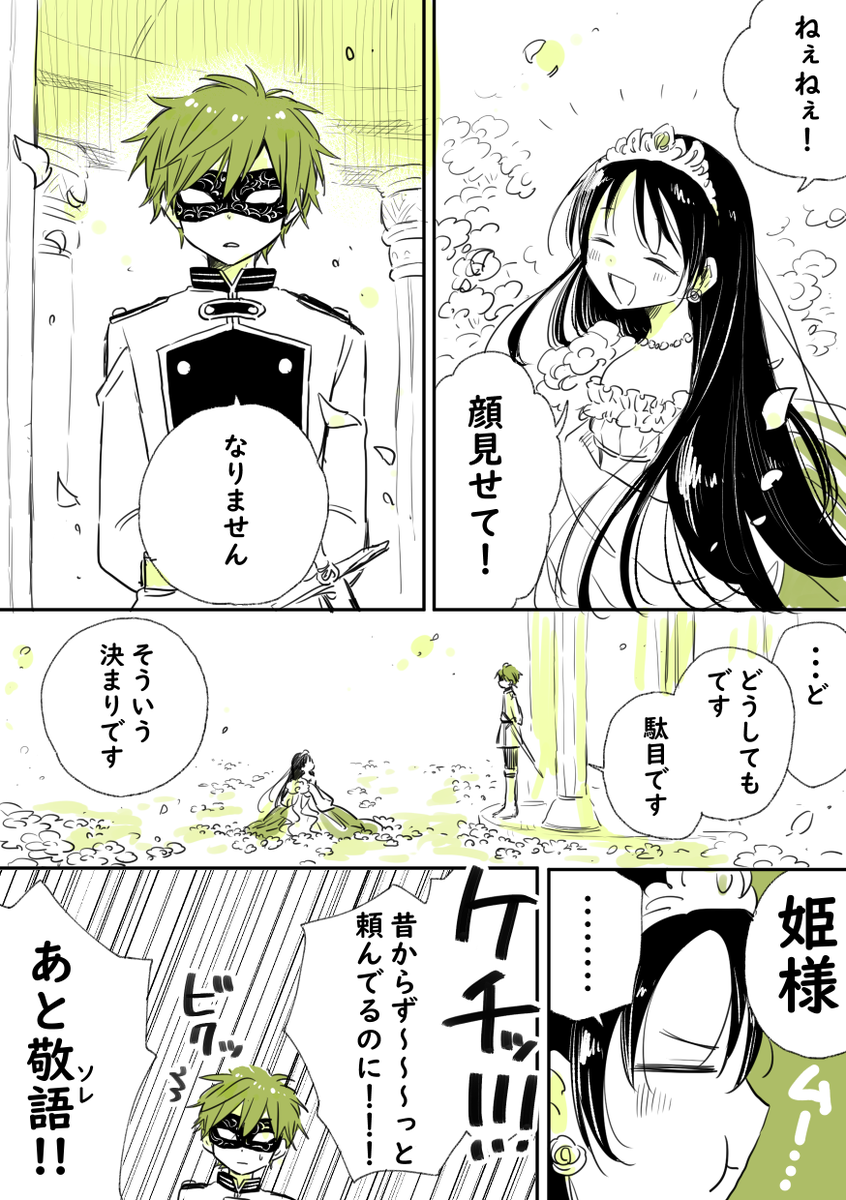 ねぇねぇ！
顔見せて！
なりません
…ど
どうしても
です
駄目です
そういう
決まりです
姫様
………
ムー…
ケチッ!!!
昔からず〜〜〜っと
頼んでるのに！！！
ビクッ
あと敬語！！
ソレ